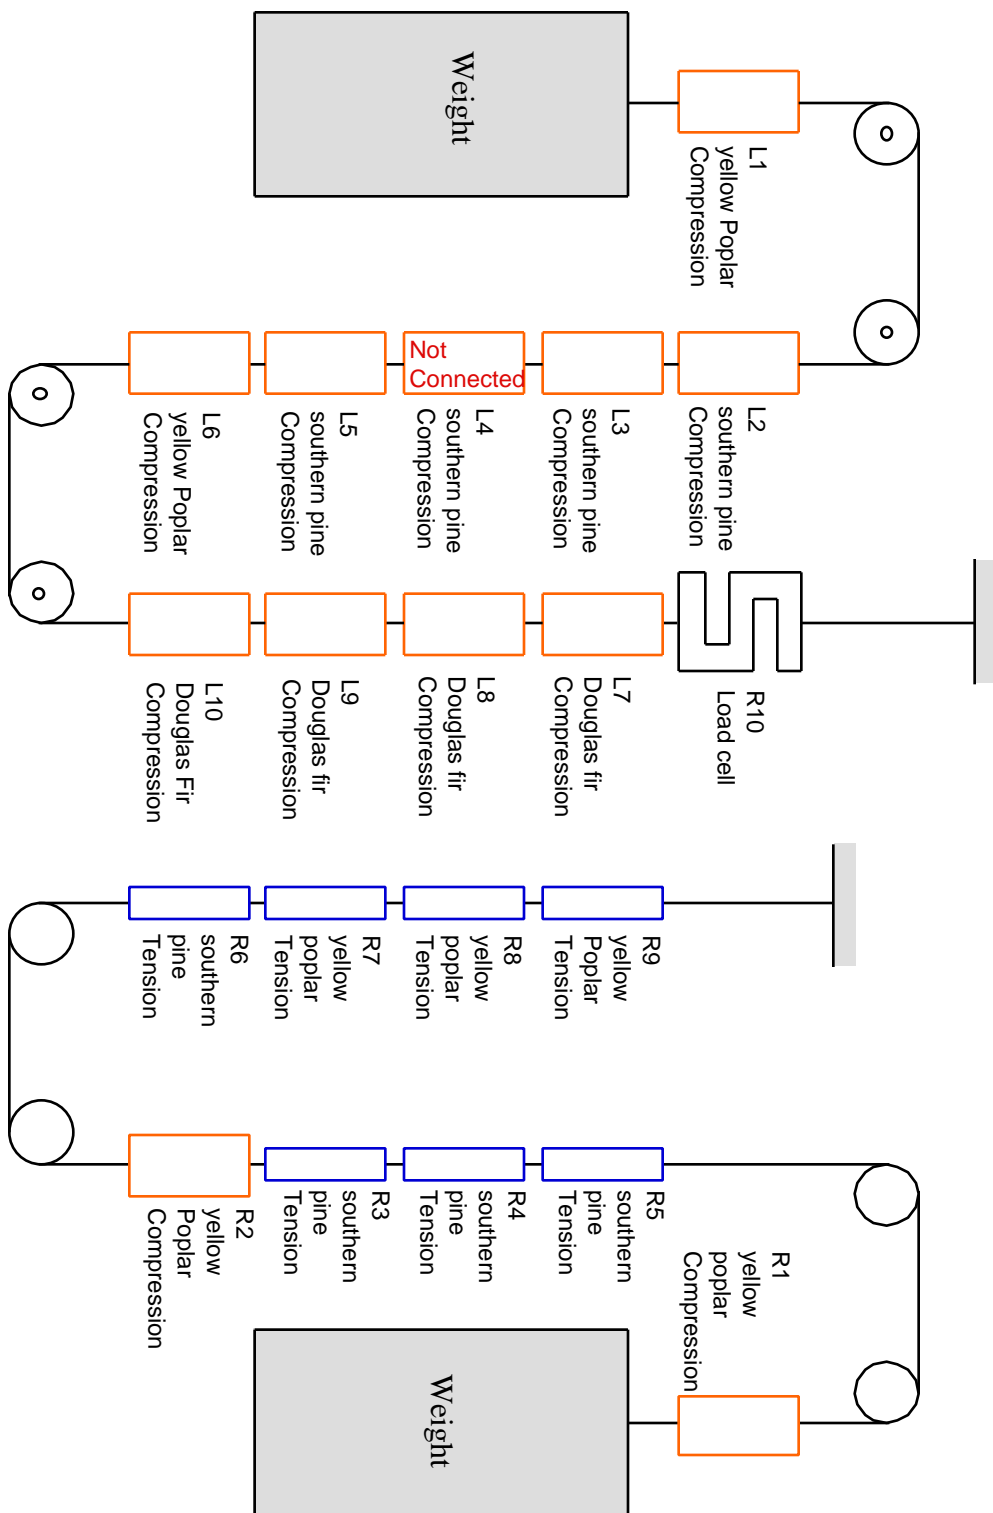 Weight
L1
yellow Poplar
Compression
L2
southern pine
Compression
L3
southern pine
Compression
Not
Connected
L4
southern pine
Compression
L5
southern pine
Compression
L6
yellow Poplar
Compression
R10
Load cell
L7
Douglas fir
Compression
L8
Douglas fir
Compression
L9
Douglas fir
Compression
L10
Douglas Fir
Compression
R9
yellow
Poplar
Tension
R8
yellow
poplar
Tension
R7
yellow
poplar
Tension
R6
southern
pine
Tension
R5
southern
pine
Tension
R4
southern
pine
Tension
R3
southern
pine
Tension
R2
yellow
Poplar
Compression
R1
yellow
poplar
Compression
Weight